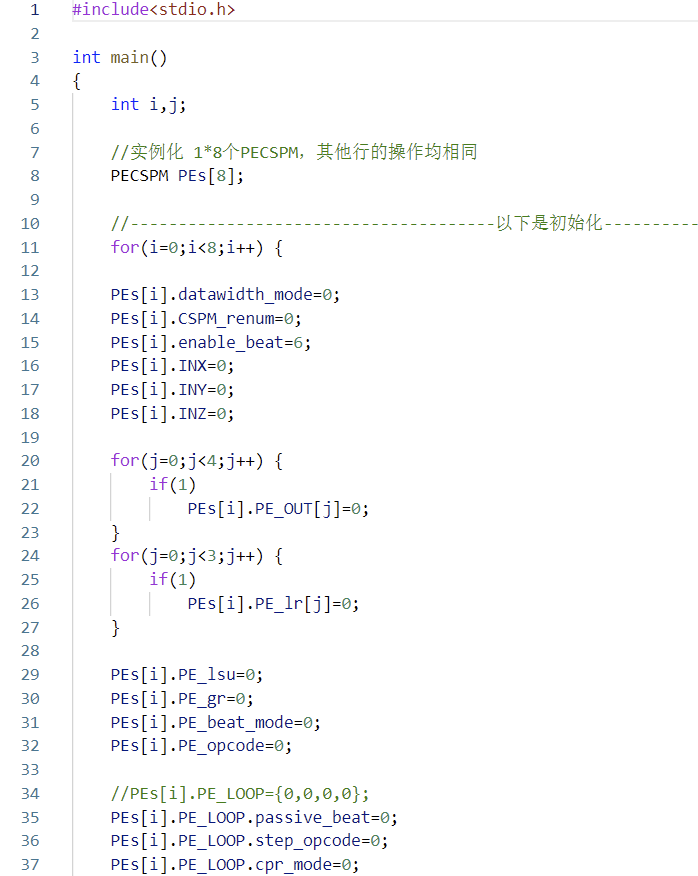 1 #include<stdio.h>
2
3 int main()
4 {
5 int i,j;
6
7 //实例化 1*8个PECSPM，其他行的操作均相同
8 PECSPM PEs[8];
9
10 //--------------------------------------以下是初始化----------
11 for(i=0;i<8;i++) {
12
13 PEs[i].datawidth_mode=0;
14 PEs[i].CSPM_renum=0;
15 PEs[i].enable_beat=6;
16 PEs[i].INX=0;
17 PEs[i].INY=0;
18 PEs[i].INZ=0;
19
20 for(j=0;j<4;j++) {
21 if(1)
22 PEs[i].PE_OUT[j]=0;
23 }
24 for(j=0;j<3;j++) {
25 if(1)
26 PEs[i].PE_lr[j]=0;
27 }
28
29 PEs[i].PE_lsu=0;
30 PEs[i].PE_gr=0;
31 PEs[i].PE_beat_mode=0;
32 PEs[i].PE_opcode=0;
33
34 //PEs[i].PE_LOOP={0,0,0,0};
35 PEs[i].PE_LOOP.passive_beat=0;
36 PEs[i].PE_LOOP.step_opcode=0;
37 PEs[i].PE_LOOP.cpr_mode=0;